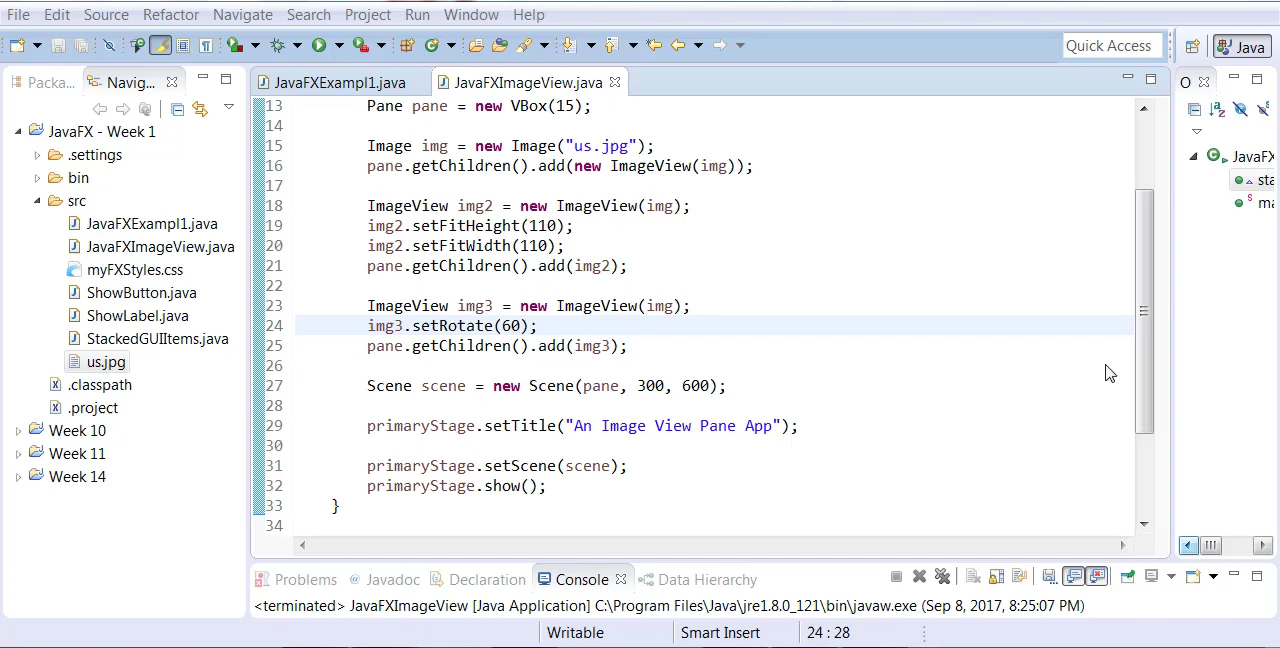 File Edit Source Refactor Navigate Search Project Run Window Help
Quick Access
Java
Packa...
Navig...
JavaFXExampl1.java
JavaFXImageView.java
O
JavaFX - Week 1
.settings
bin
src
JavaFXExampl1.java
JavaFXImageView.java
myFXStyles.css
ShowButton.java
ShowLabel.java
StackedGUIItems.java
us.jpg
.classpath
.project
Week 10
Week 11
Week 14
13 Pane pane = new VBox(15);
14
15 Image img = new Image("us.jpg");
16 pane.getChildren().add(new ImageView(img));
17
18 ImageView img2 = new ImageView(img);
19 img2.setFitHeight(110);
20 img2.setFitWidth(110);
21 pane.getChildren().add(img2);
22
23 ImageView img3 = new ImageView(img);
24 img3.setRotate(60);
25 pane.getChildren().add(img3);
26
27 Scene scene = new Scene(pane, 300, 600);
28
29 primaryStage.setTitle("An Image View Pane App");
30
31 primaryStage.setScene(scene);
32 primaryStage.show();
33 }
34
JavaFX
sta
ma
Problems @ Javadoc Declaration Console Data Hierarchy
<terminated> JavaFXImageView [Java Application] C:\Program Files\Java\jre1.8.0_121\bin\javaw.exe (Sep 8, 2017, 8:25:07 PM)
Writable Smart Insert 24 : 28